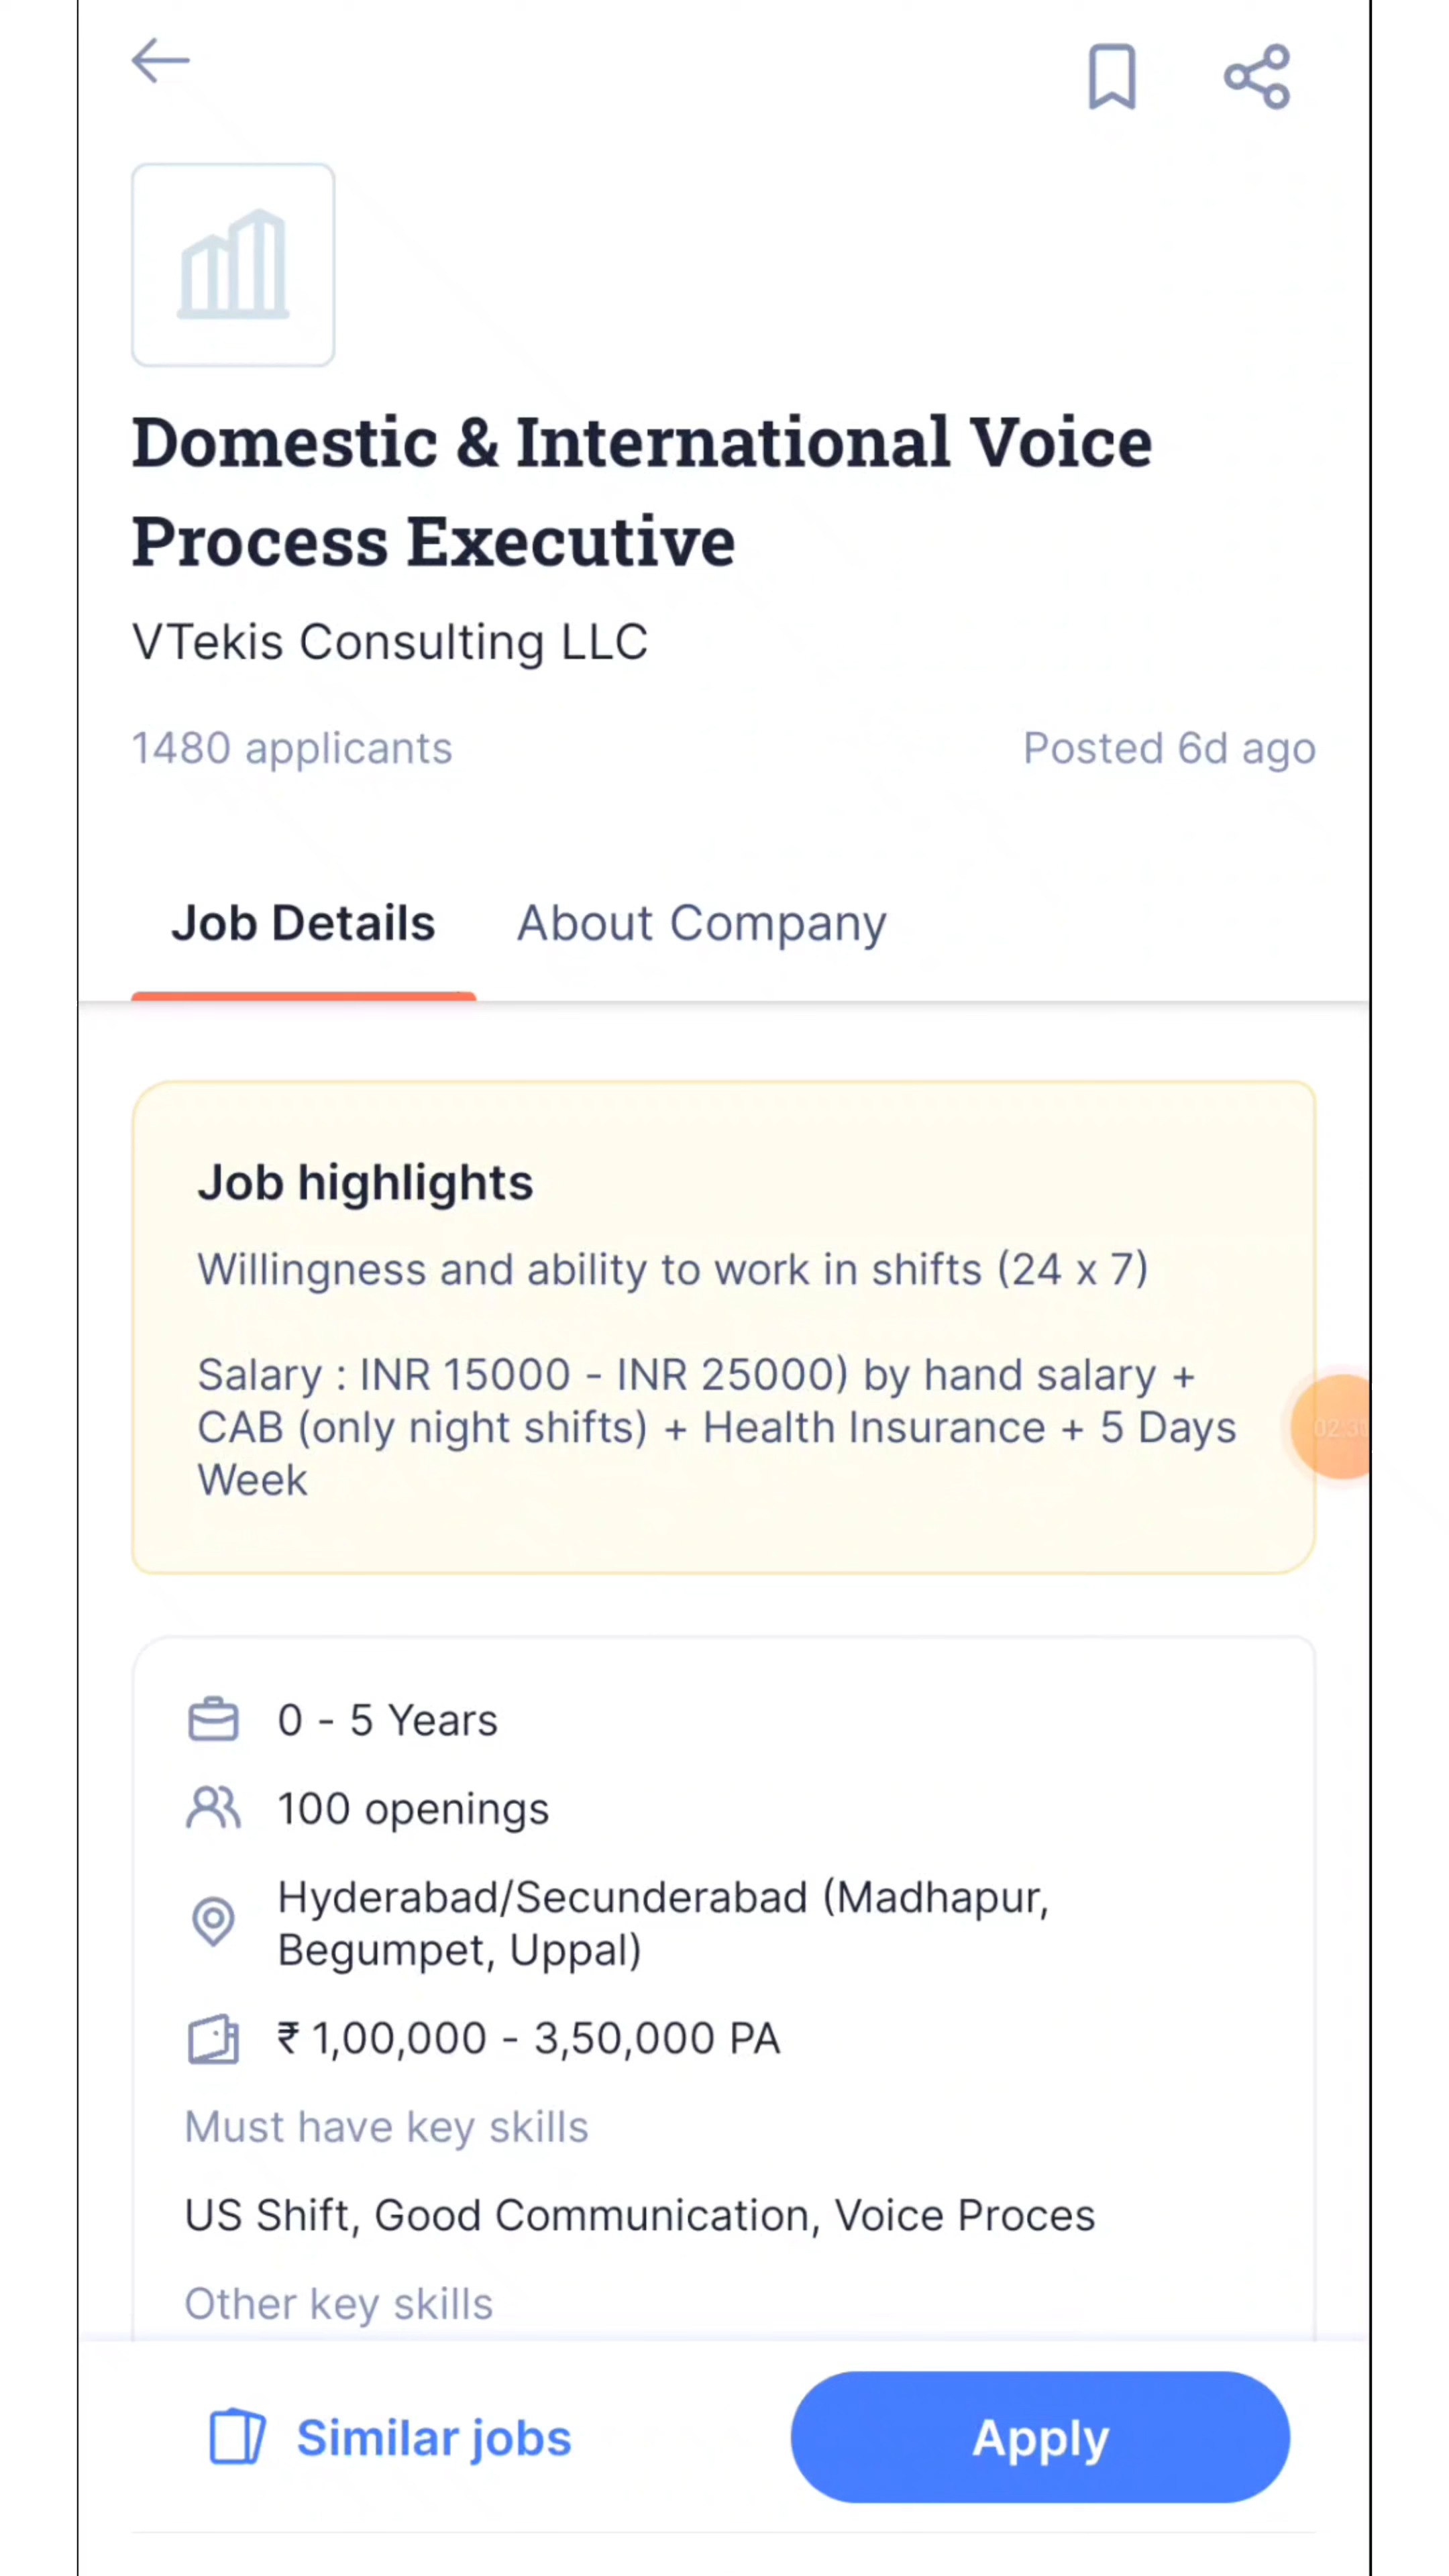 Domestic & International Voice
Process Executive
VTekis Consulting LLC
1480 applicants
Posted 6d ago
Job Details
About Company
Job highlights
Willingness and ability to work in shifts (24 x 7)
Salary : INR 15000 - INR 25000) by hand salary +
CAB (only night shifts) + Health Insurance + 5 Days
Week
0 - 5 Years
100 openings
Hyderabad/Secunderabad (Madhapur,
Begumpet, Uppal)
₹ 1,00,000 - 3,50,000 PA
Must have key skills
US Shift, Good Communication, Voice Proces
Other key skills
Similar jobs
Apply